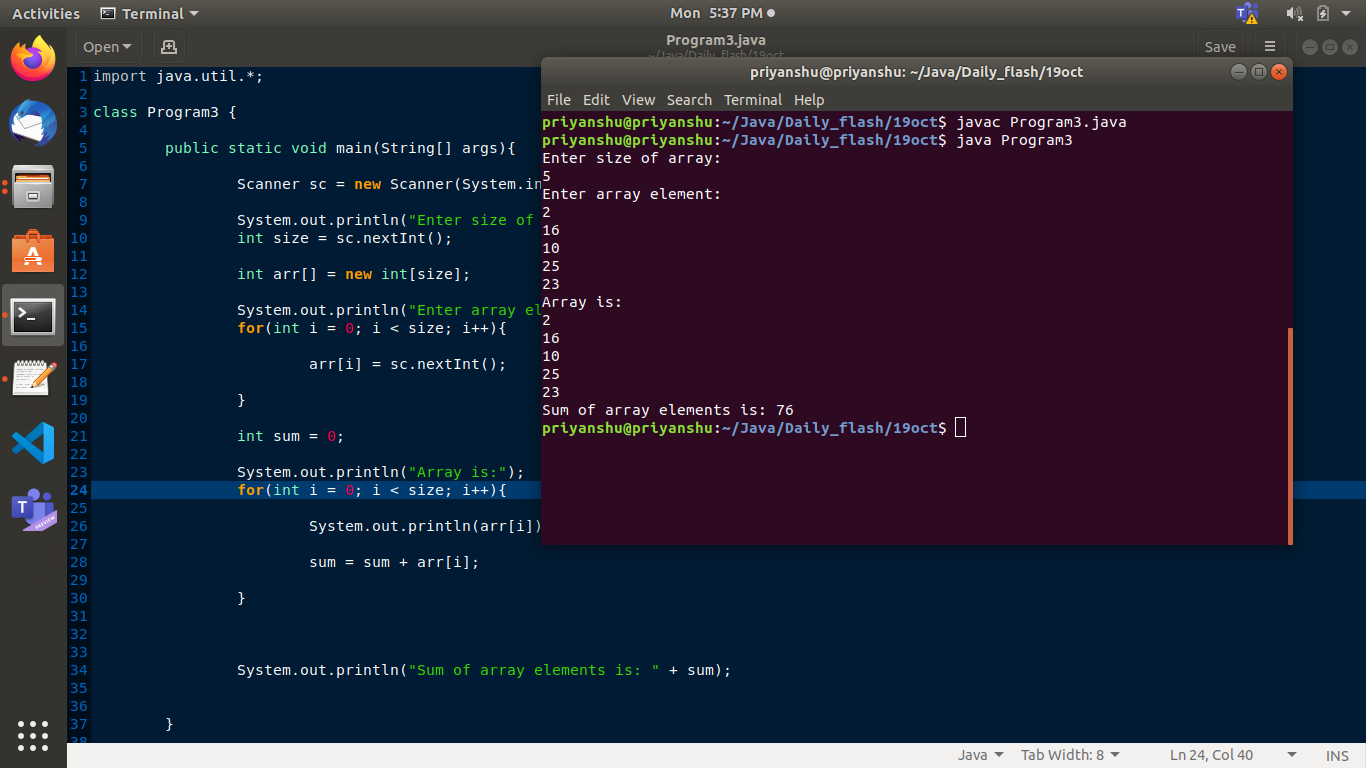 Activities
Terminal
Mon 5:37 PM
Open
Program3.java
~/Java/Daily_flash/19oct
Save
1 import java.util.*;
2
3 class Program3 {
4
5 public static void main(String[] args){
6
7 Scanner sc = new Scanner(System.in
8
9 System.out.println("Enter size of
10 int size = sc.nextInt();
11
12 int arr[] = new int[size];
13
14 System.out.println("Enter array el
15 for(int i = 0; i < size; i++){
16
17 arr[i] = sc.nextInt();
18
19 }
20
21 int sum = 0;
22
23 System.out.println("Array is:");
24 for(int i = 0; i < size; i++){
25
26 System.out.println(arr[i])
27
28 sum = sum + arr[i];
29
30 }
31
32
33
34 System.out.println("Sum of array elements is: " + sum);
35
36
37 }
38
priyanshu@priyanshu: ~/Java/Daily_flash/19oct
File Edit View Search Terminal Help
priyanshu@priyanshu:~/Java/Daily_flash/19oct$ javac Program3.java
priyanshu@priyanshu:~/Java/Daily_flash/19oct$ java Program3
Enter size of array:
5
Enter array element:
2
16
10
25
23
Array is:
2
16
10
25
23
Sum of array elements is: 76
priyanshu@priyanshu:~/Java/Daily_flash/19oct$
Java Tab Width: 8 Ln 24, Col 40 INS
T
PREVIEW